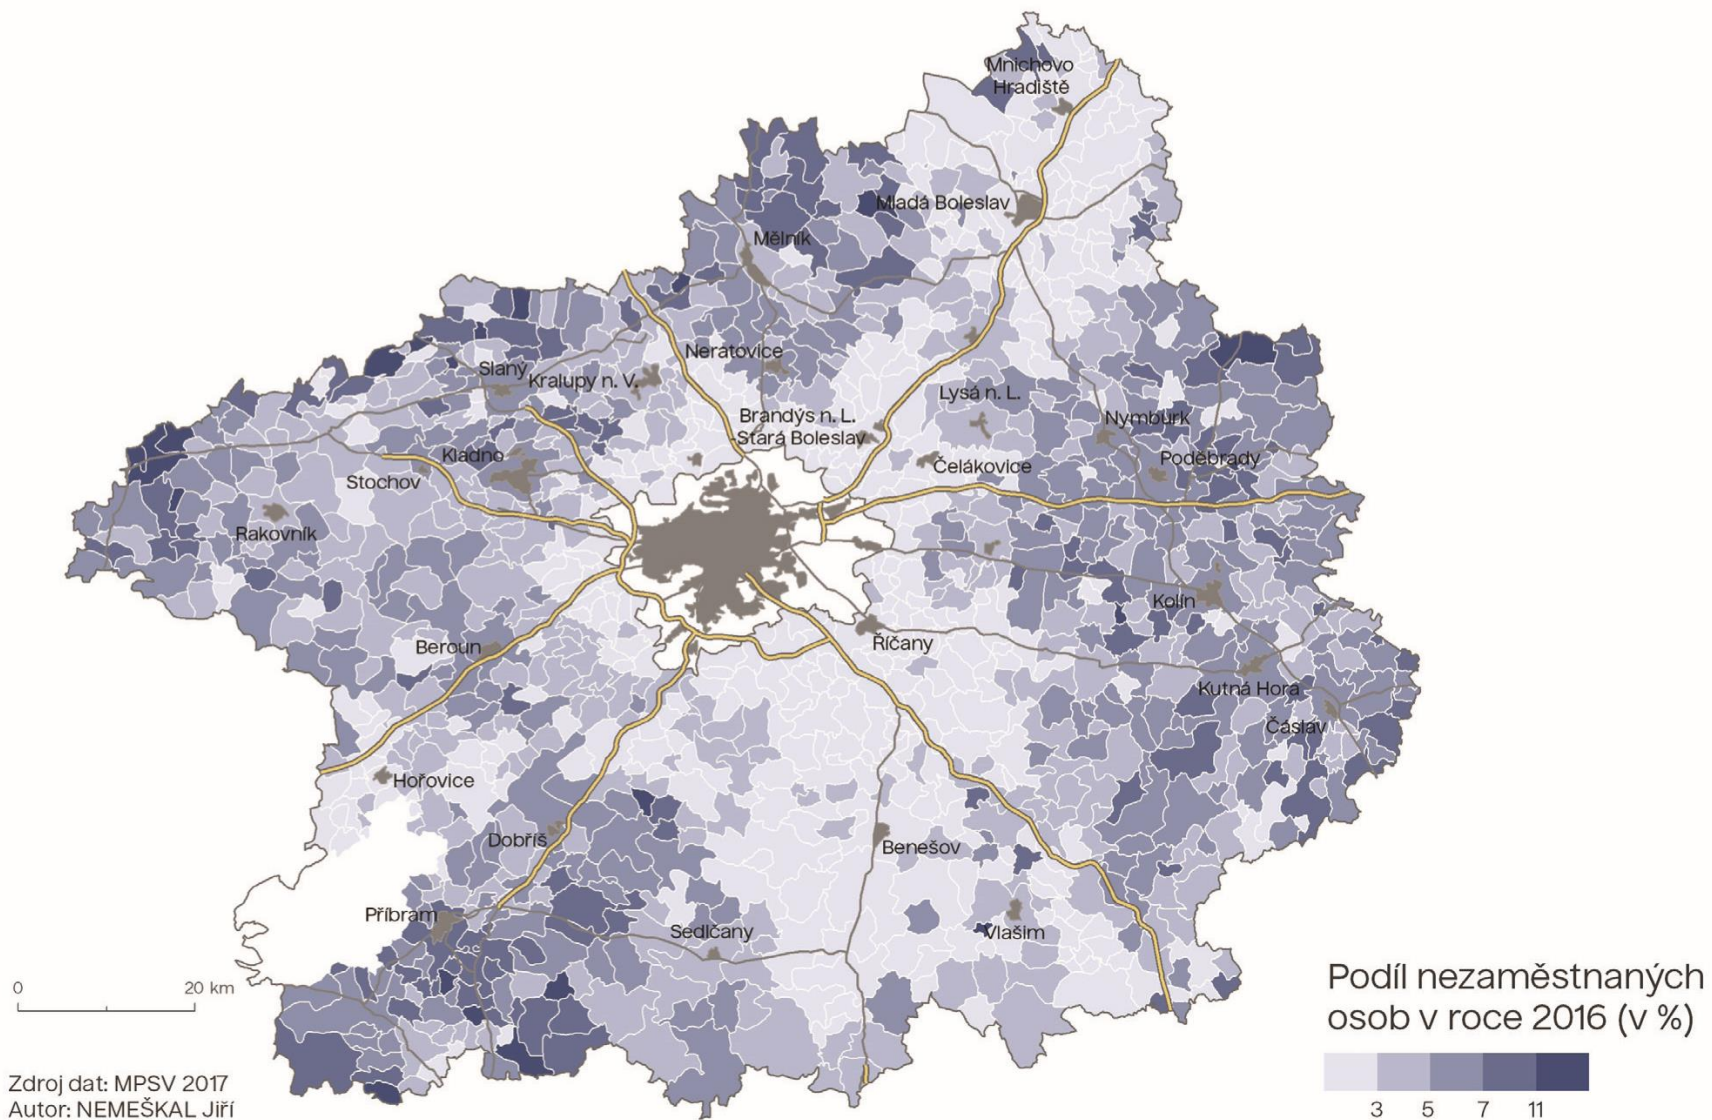 Mnichovo
Hradiště
Mladá Boleslav
Mělník
Neratovice
Slaný
Kralupy n. V.
Lysá n. L.
Brandýs n. L.
-Stará Boleslav
Nymburk
Kladno
Čelákovice
Poděbrady
Stochov
Rakovník
Kolín
Beroun
Říčany
Kutná Hora
Čáslav
Hořovice
Dobříš
Benešov
Příbram
Sedlčany
Vlašim
0 20 km
Podíl nezaměstnaných
osob v roce 2016 (v %)
3 5 7 11
Zdroj dat: MPSV 2017
Autor: NEMEŠKAL Jiří